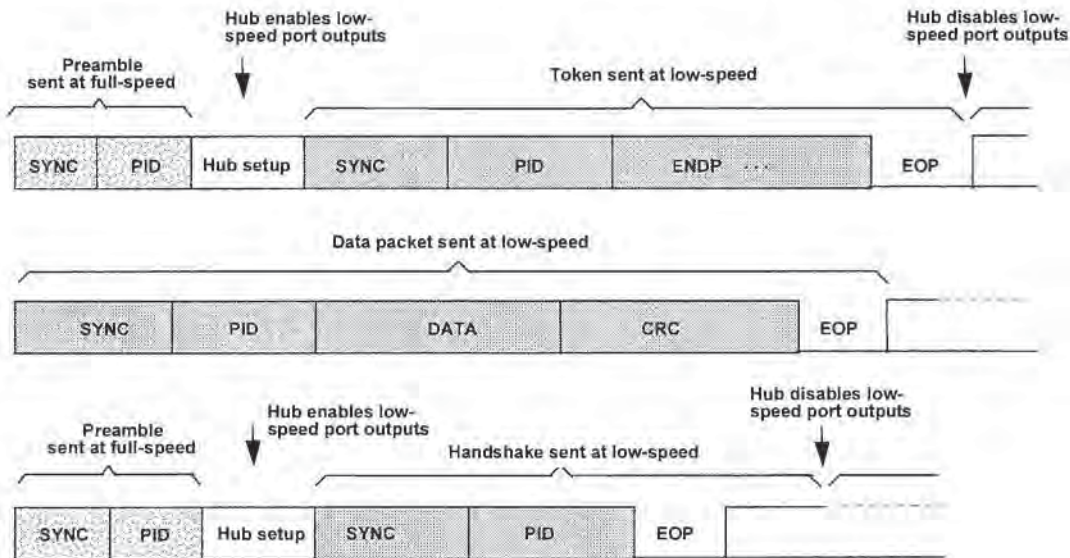 Hub enables low-
speed port outputs
Hub disables low-
speed port outputs
Preamble
sent at full-speed
Token sent at low-speed
SYNC PID Hub setup SYNC PID ENDP ... EOP
Data packet sent at low-speed
SYNC PID DATA CRC EOP
Hub enables low-
speed port outputs
Hub disables low-
speed port outputs
Preamble
sent at full-speed
Handshake sent at low-speed
SYNC PID Hub setup SYNC PID EOP